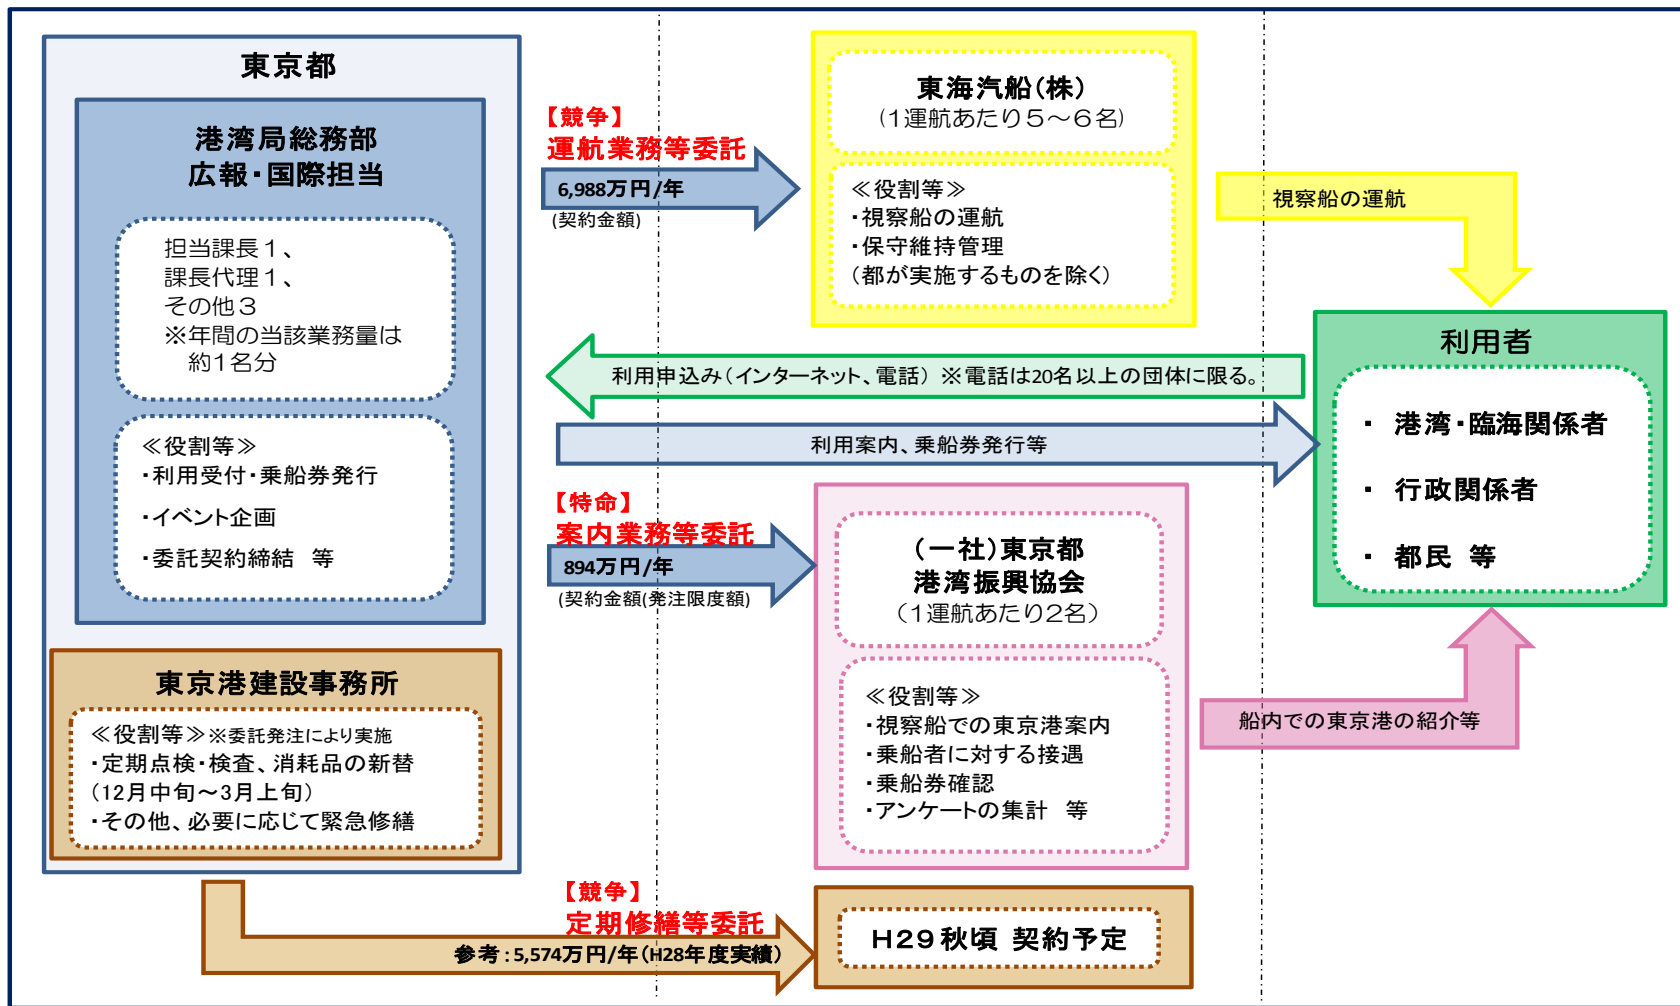 東京都
港湾局総務部
広報・国際担当
担当課長１、
課長代理１、
その他３
※年間の当該業務量は
約１名分
≪役割等≫
・利用受付・乗船券発行
・イベント企画
・委託契約締結　等
東京港建設事務所
≪役割等≫※委託発注により実施
・定期点検・検査、消耗品の新替
（12月中旬～3月上旬）
・その他、必要に応じて緊急修繕
【競争】
運航業務等委託
6,988万円/年
(契約金額)
東海汽船（株）
（１運航あたり５～６名）
≪役割等≫
・視察船の運航
・保守維持管理
（都が実施するものを除く）
視察船の運航
利用申込み（インターネット、電話） ※電話は20名以上の団体に限る。
利用案内、乗船券発行等
【特命】
案内業務等委託
894万円/年
(契約金額(発注限度額)
（一社）東京都
港湾振興協会
（１運航あたり２名）
≪役割等≫
・視察船での東京港案内
・乗船者に対する接遇
・乗船券確認
・アンケートの集計　等
船内での東京港の紹介等
利用者
・ 港湾・臨海関係者
・ 行政関係者
・ 都民 等
【競争】
定期修繕等委託
参考：5,574万円/年（H28年度実績）
Ｈ29秋頃 契約予定